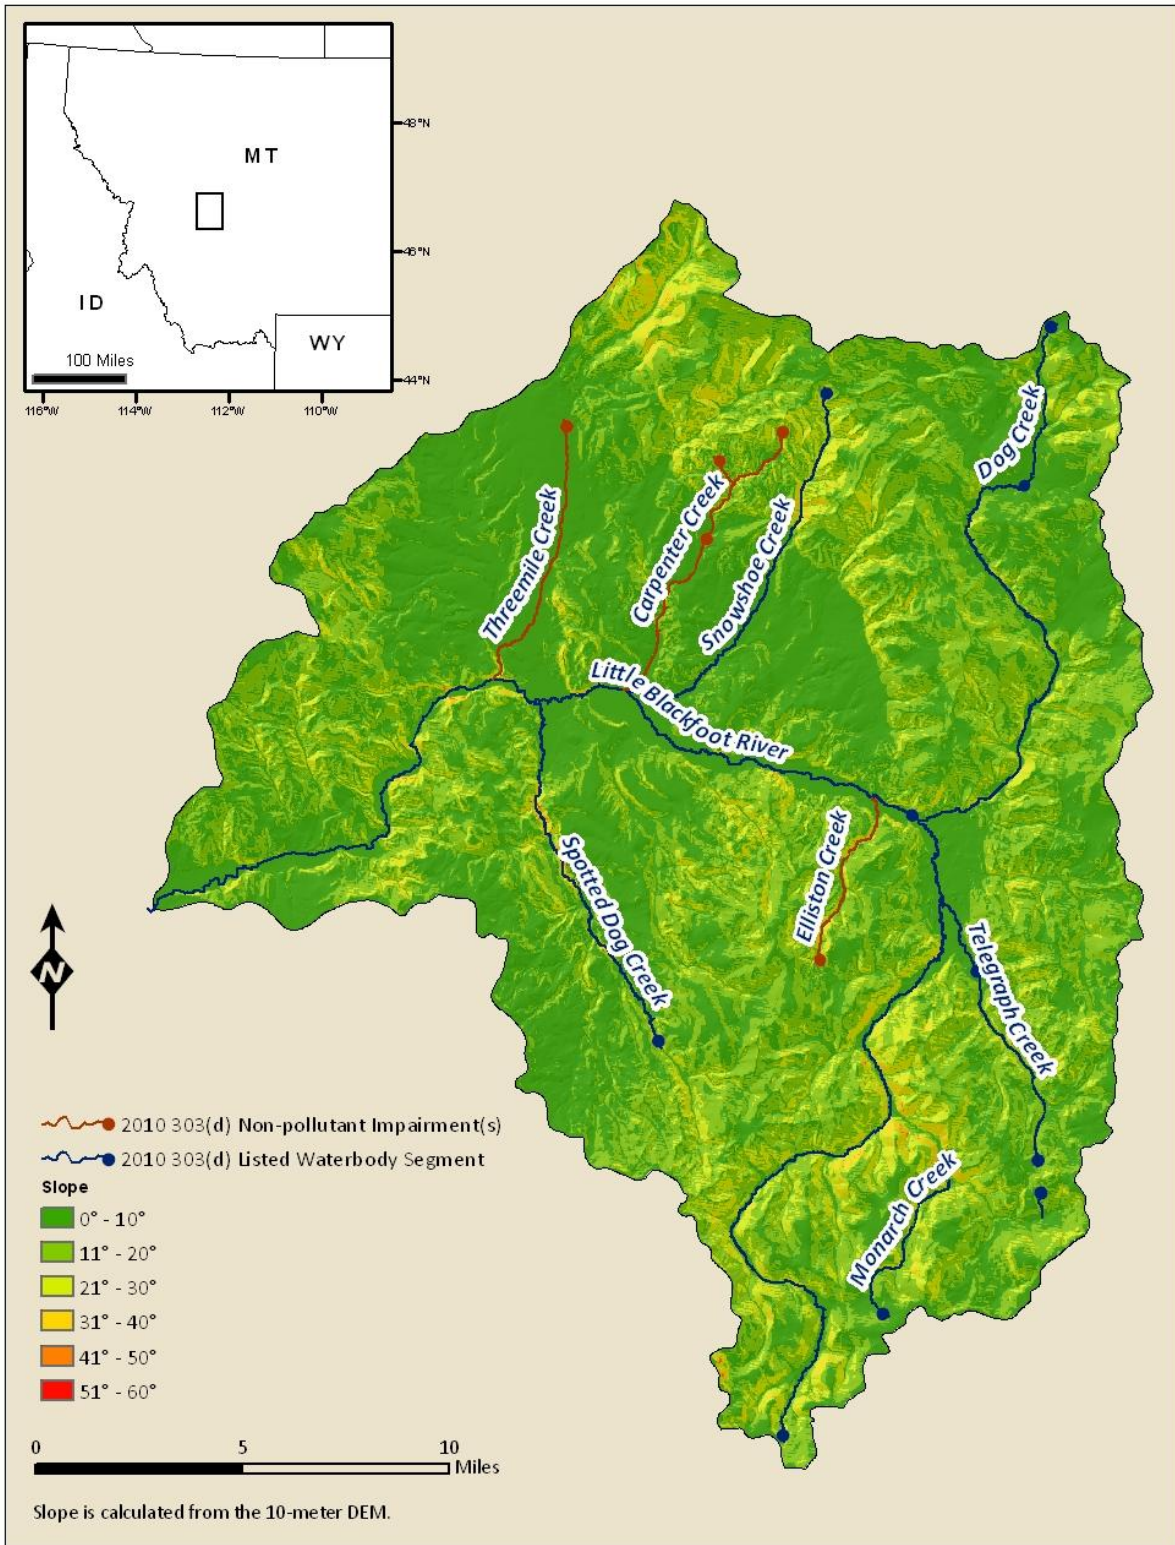 MT
ID
WY
100 Miles
48°N
46°N
44°N
116°W
114°W
112°W
110°W
Dog Creek
Threemile Creek
Carpenter Creek
Snowshoe Creek
Little Blackfoot River
Spotted Dog Creek
Elliston Creek
Telegraph Creek
Monarch Creek
N
2010 303(d) Non-pollutant Impairment(s)
2010 303(d) Listed Waterbody Segment
Slope
0° - 10°
11° - 20°
21° - 30°
31° - 40°
41° - 50°
51° - 60°
0 5 10
Miles
Slope is calculated from the 10-meter DEM.